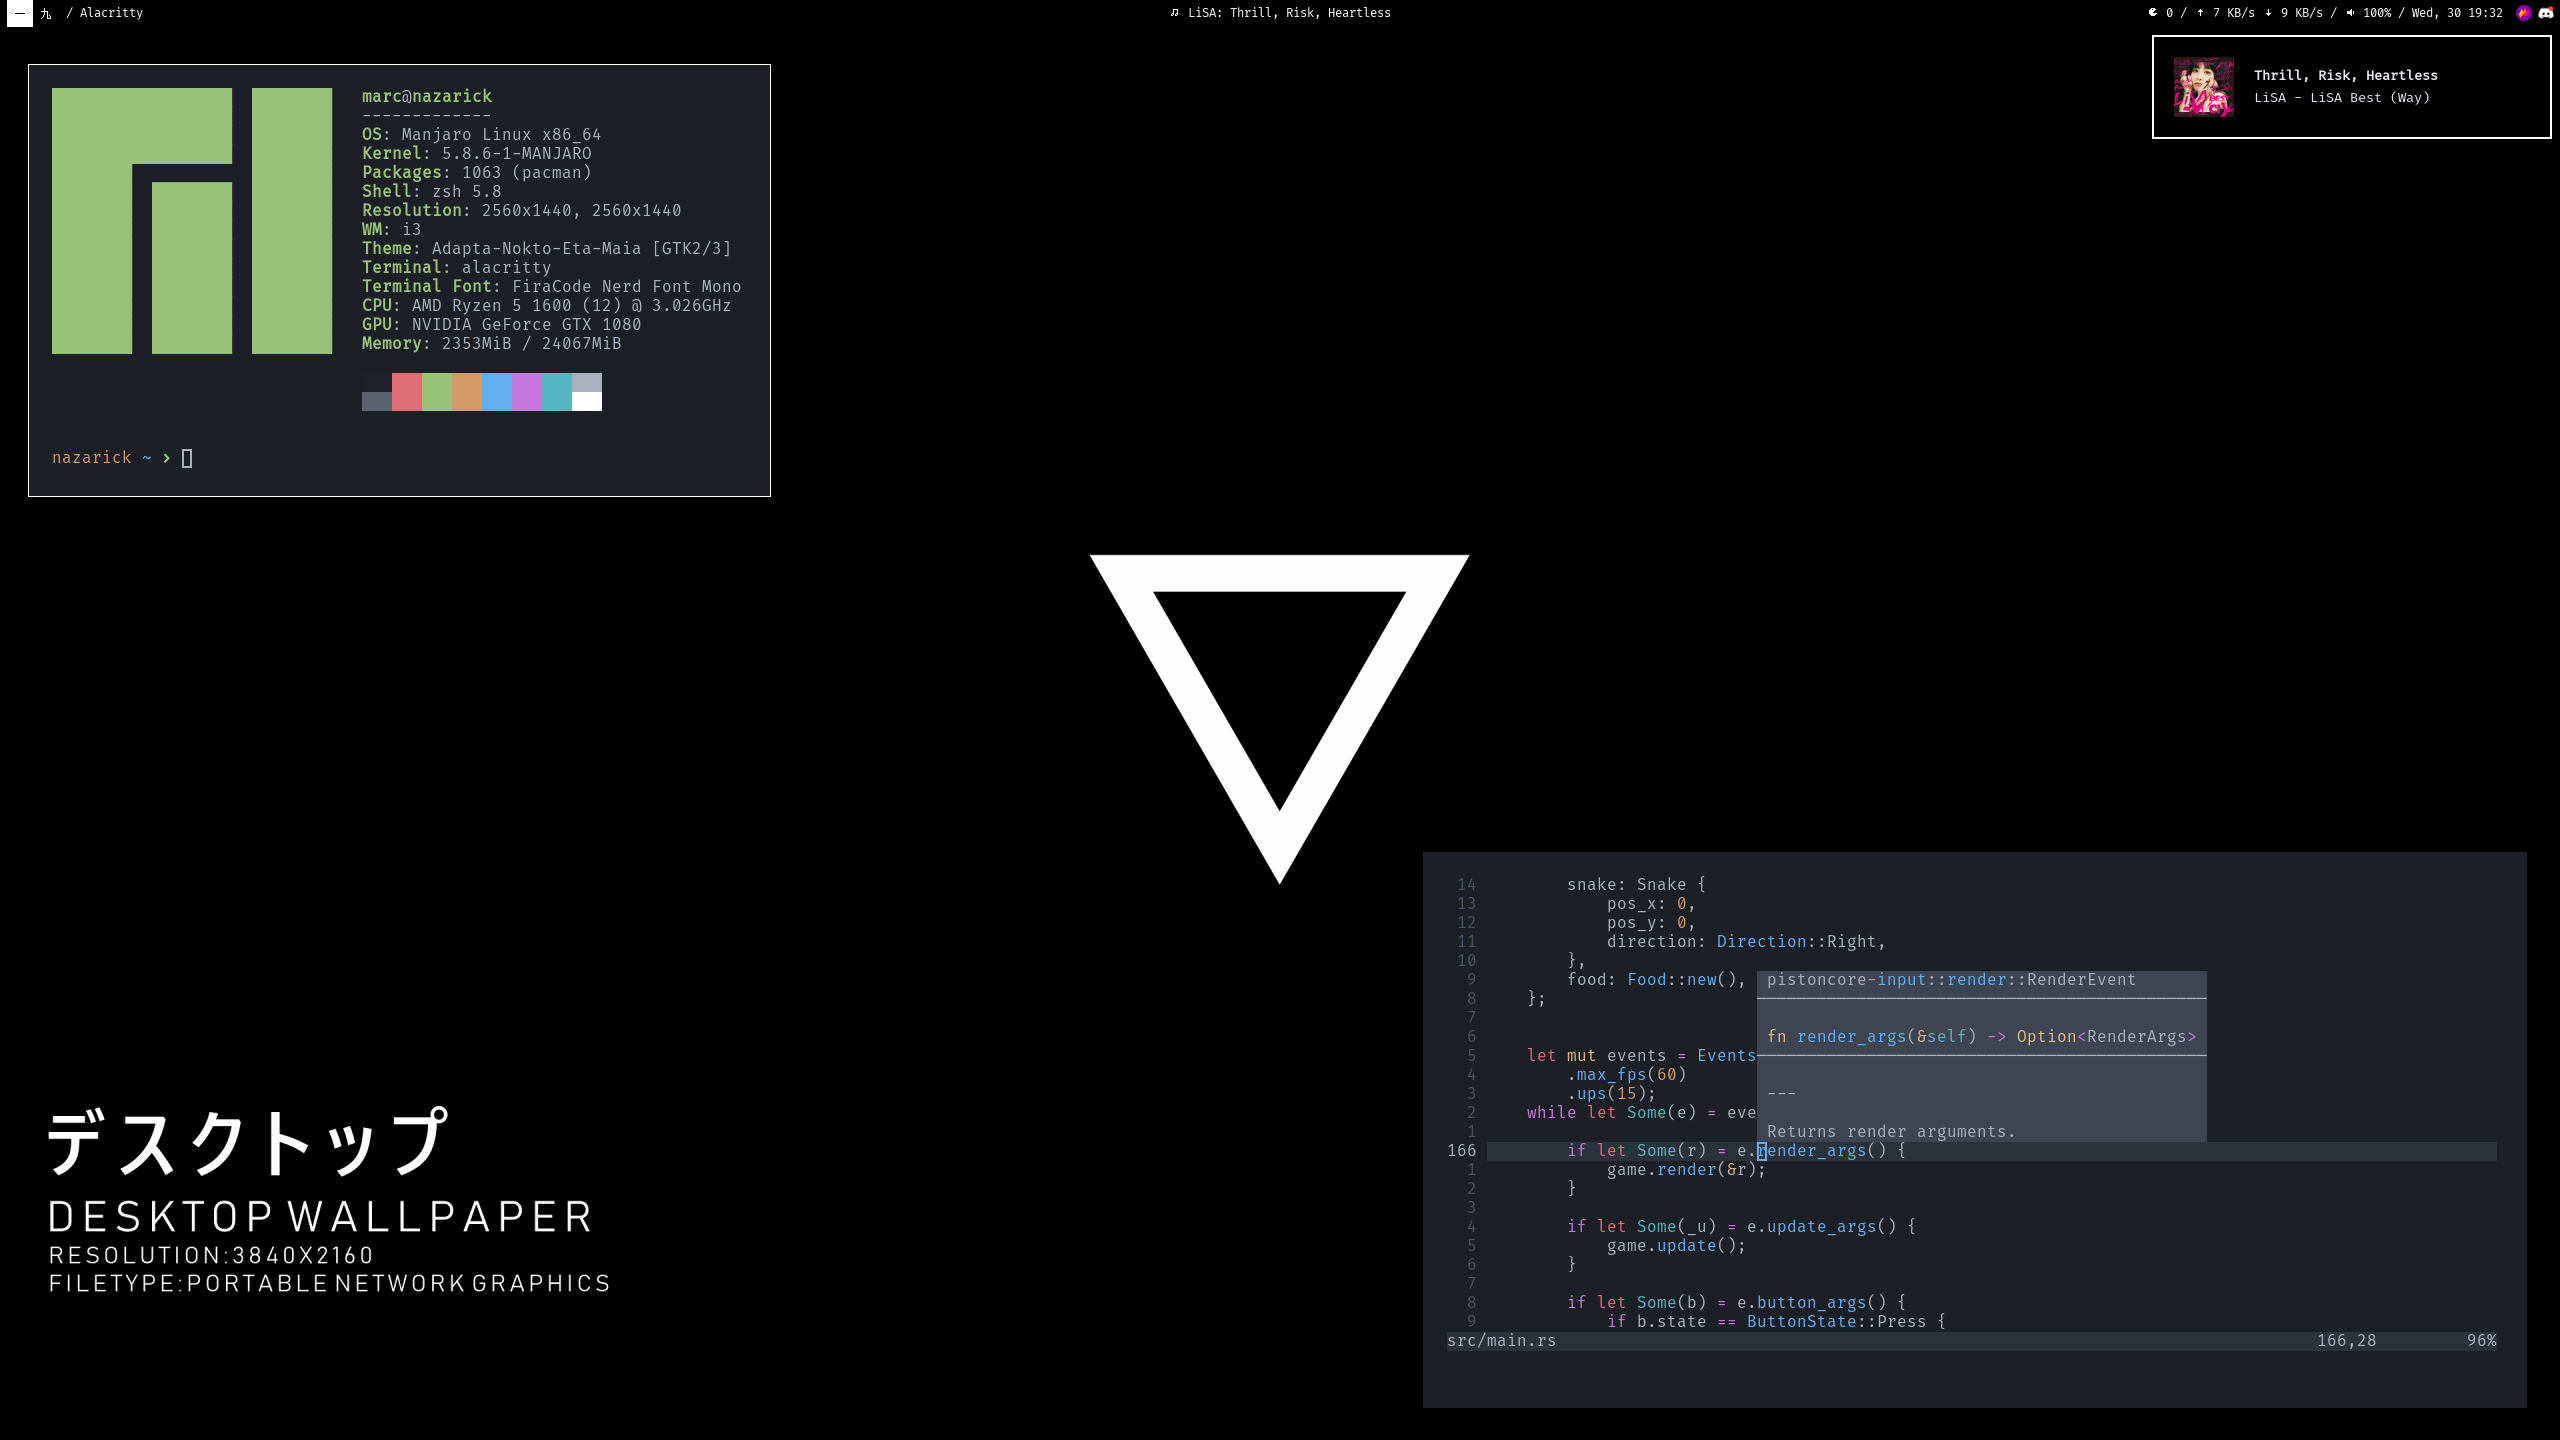 一 九 / Alacritty
LiSA: Thrill, Risk, Heartless
0 / ↑ 7 KB/s ↓ 9 KB/s / 100% / Wed, 30 19:32
Thrill, Risk, Heartless
LiSA - LiSA Best (Way)
marc@nazarick
-------------
OS: Manjaro Linux x86_64
Kernel: 5.8.6-1-MANJARO
Packages: 1063 (pacman)
Shell: zsh 5.8
Resolution: 2560x1440, 2560x1440
WM: i3
Theme: Adapta-Nokto-Eta-Maia [GTK2/3]
Terminal: alacritty
Terminal Font: FiraCode Nerd Font Mono
CPU: AMD Ryzen 5 1600 (12) @ 3.026GHz
GPU: NVIDIA GeForce GTX 1080
Memory: 2353MiB / 24067MiB
nazarick ~ ›
デスクトップ
DESKTOP WALLPAPER
RESOLUTION:3840X2160
FILETYPE:PORTABLE NETWORK GRAPHICS
14 snake: Snake {
13 pos_x: 0,
12 pos_y: 0,
11 direction: Direction::Right,
10 },
9 food: Food::new(), pistoncore-input::render::RenderEvent
8 };
7
6 fn render_args(&self) -> Option<RenderArgs>
5 let mut events = Events
4 .max_fps(60)
3 .ups(15); ---
2 while let Some(e) = eve
1 Returns render arguments.
166 if let Some(r) = e.render_args() {
1 game.render(&r);
2 }
3
4 if let Some(_u) = e.update_args() {
5 game.update();
6 }
7
8 if let Some(b) = e.button_args() {
9 if b.state == ButtonState::Press {
src/main.rs 166,28 96%